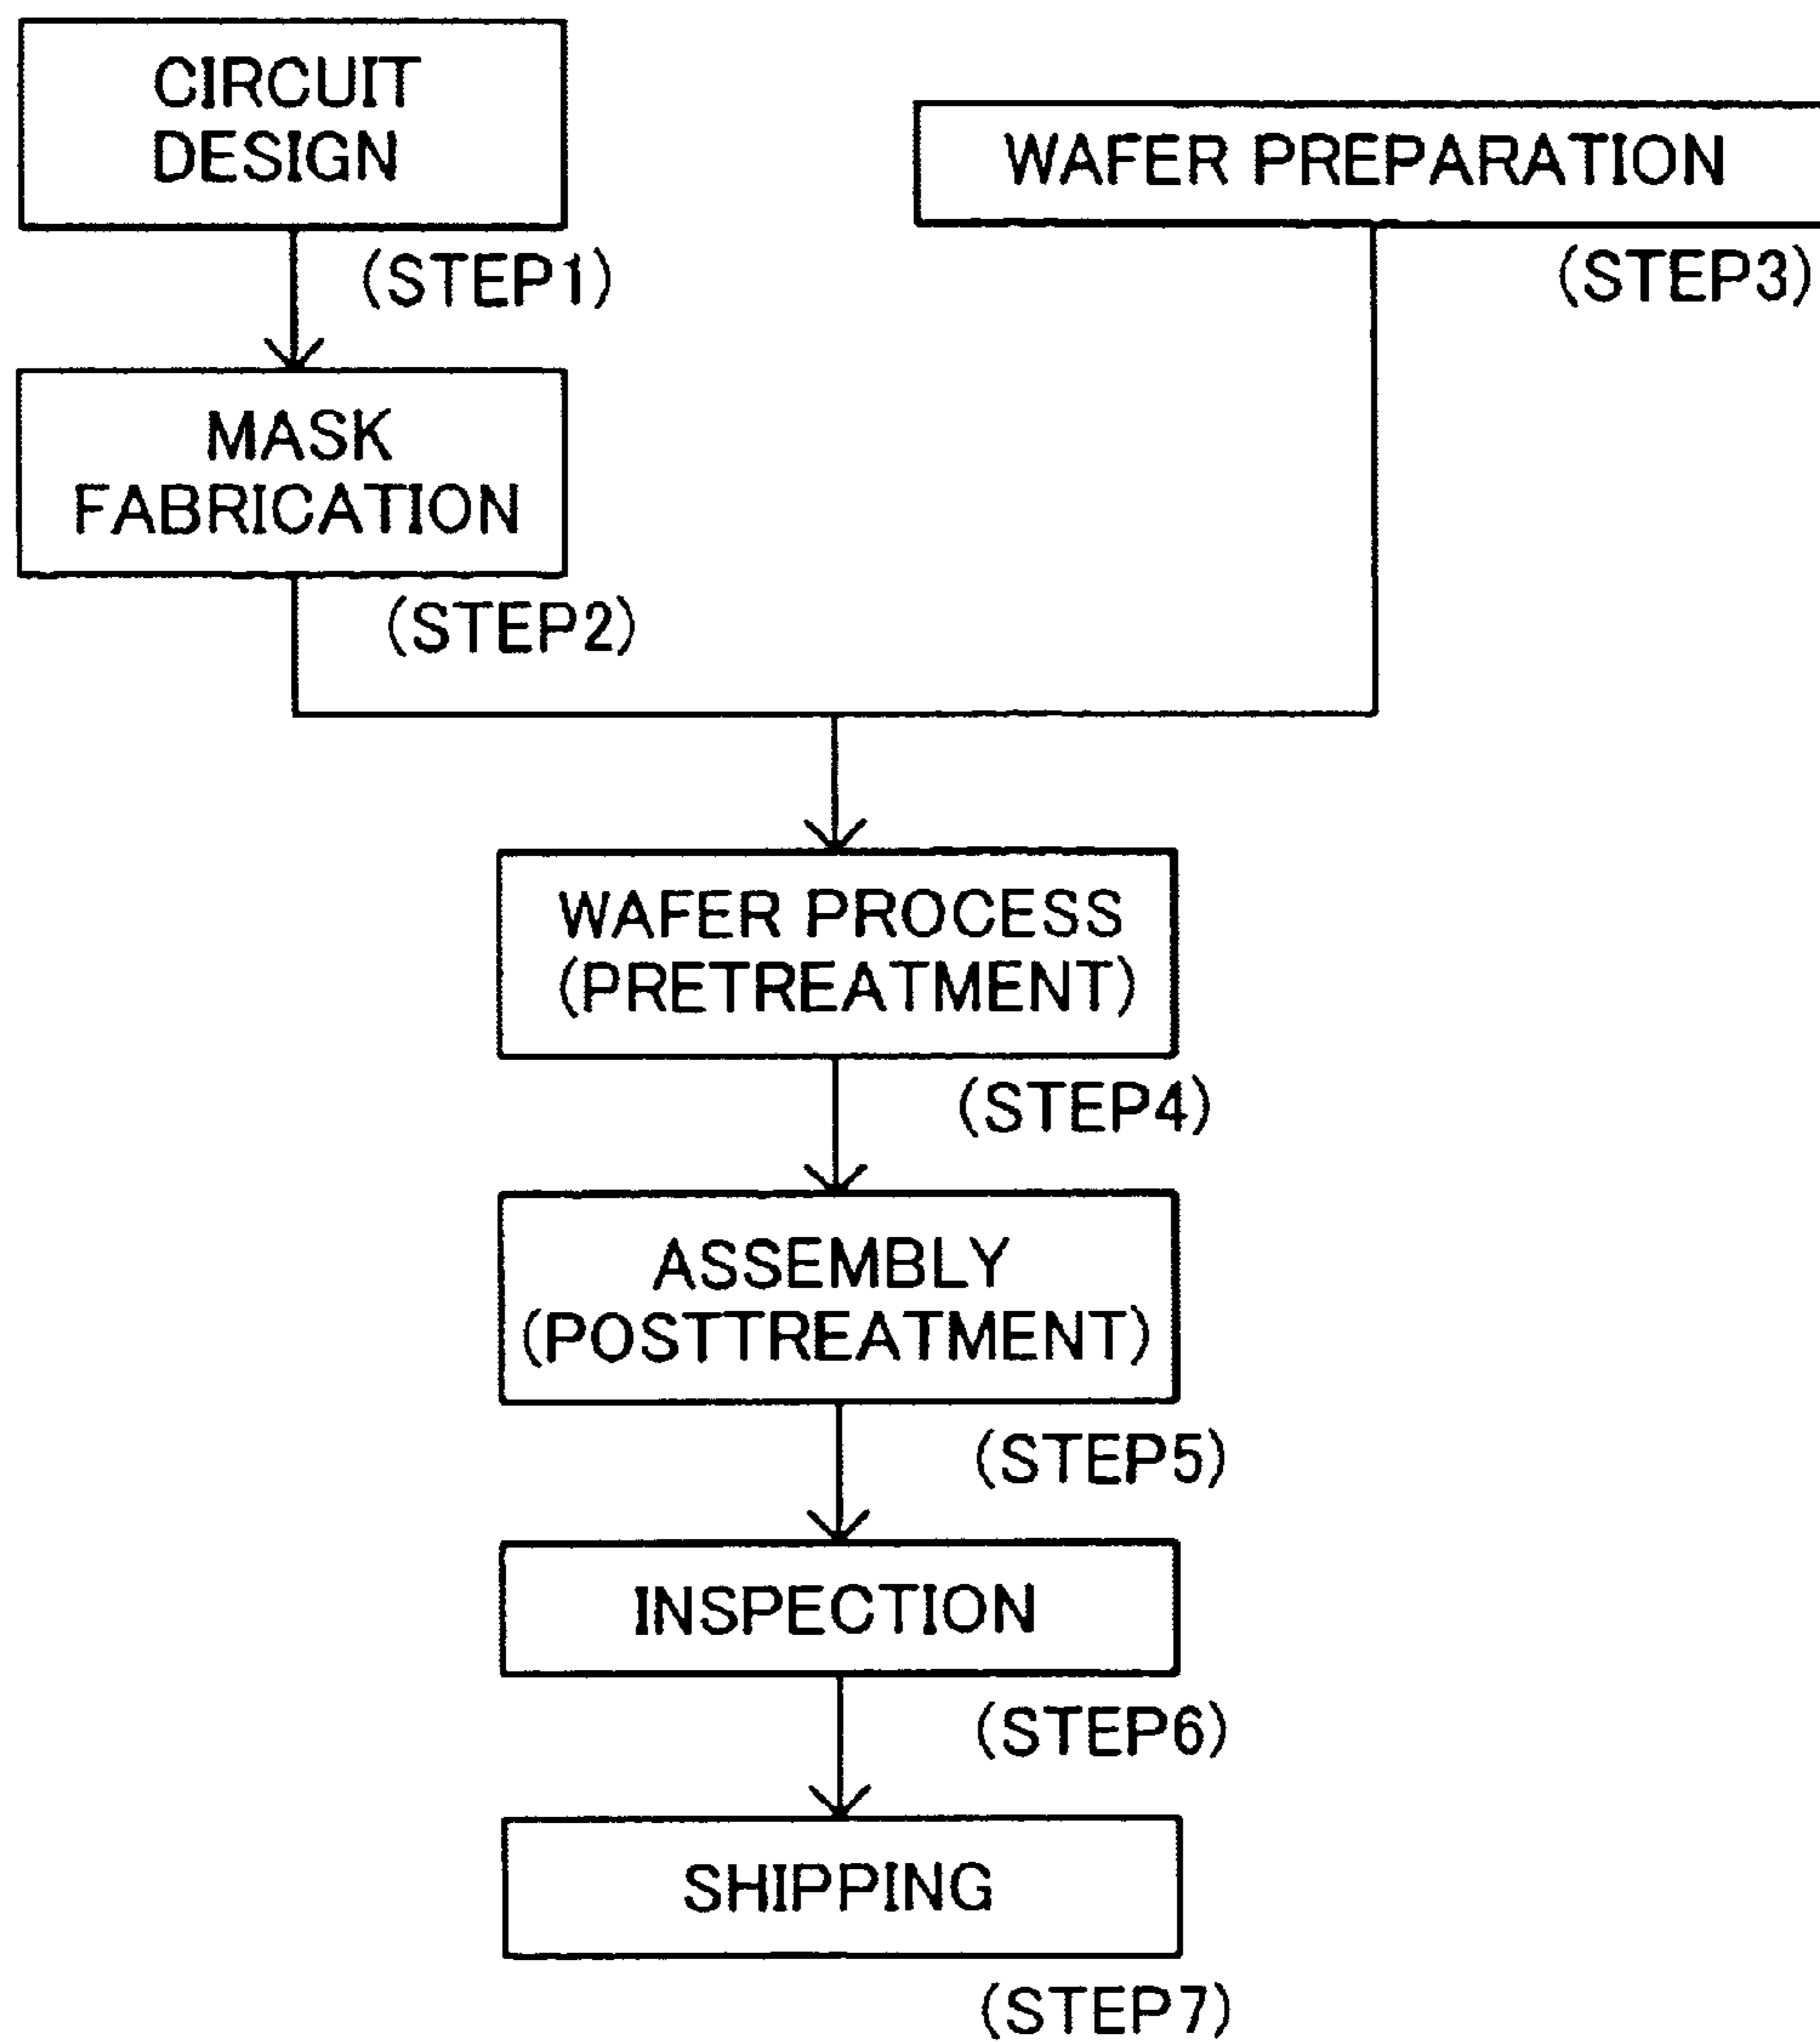 CIRCUIT
DESIGN
(STEP1)
WAFER PREPARATION
(STEP3)
MASK
FABRICATION
(STEP2)
WAFER PROCESS
(PRETREATMENT)
(STEP4)
ASSEMBLY
(POSTTREATMENT)
(STEP5)
INSPECTION
(STEP6)
SHIPPING
(STEP7)